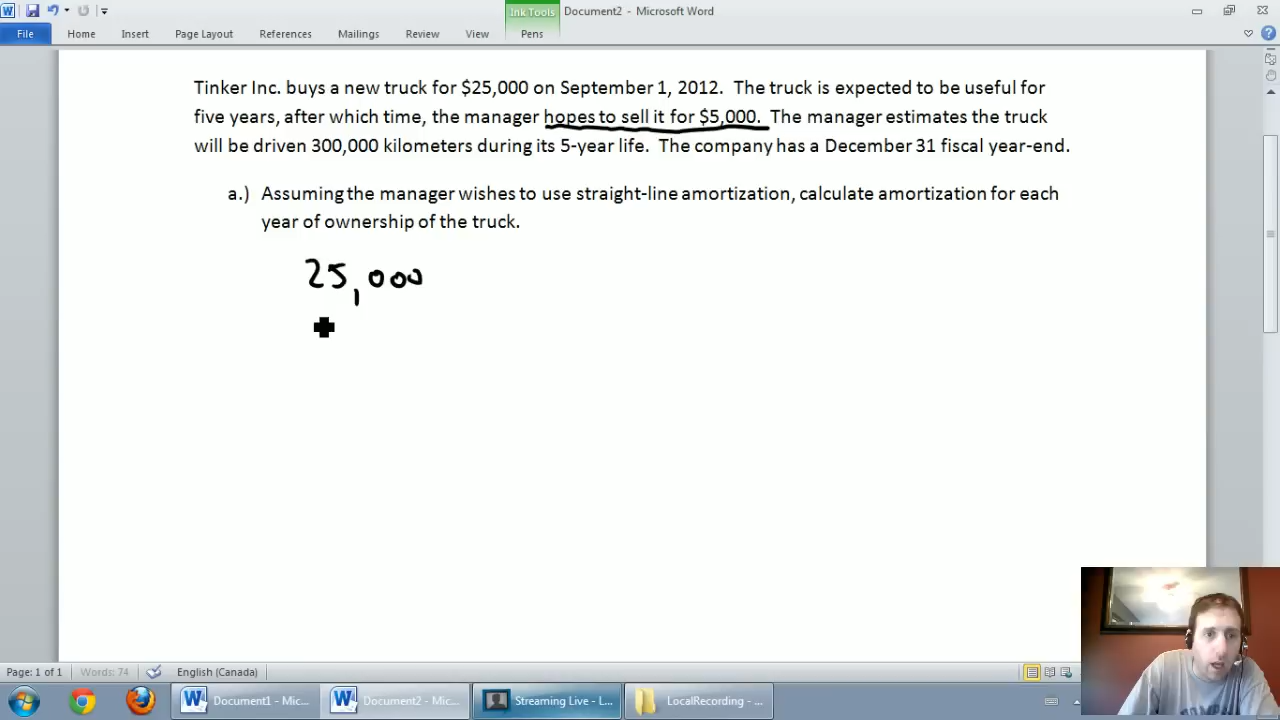 Ink Tools
Document2 - Microsoft Word
File Home Insert Page Layout References Mailings Review View Pens
Tinker Inc. buys a new truck for $25,000 on September 1, 2012. The truck is expected to be useful for
five years, after which time, the manager hopes to sell it for $5,000. The manager estimates the truck
will be driven 300,000 kilometers during its 5-year life. The company has a December 31 fiscal year-end.
a.) Assuming the manager wishes to use straight-line amortization, calculate amortization for each
year of ownership of the truck.
25,000
Page: 1 of 1 Words: 74 English (Canada)
Document1 - Mic... Document2 - Mic... Streaming Live - L... LocalRecording - ...